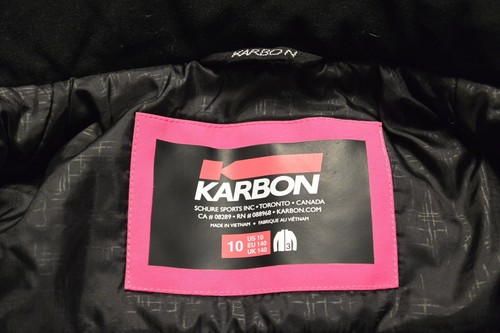 KARBON
KARBON
SCHURE SPORTS INC • TORONTO • CANADA
CA # 08289 • RN # 088968 • KARBON.COM
MADE IN VIETNAM • FABRIQUE AU VIÊTNAM
10 US 10
EU 140
UK 140
3